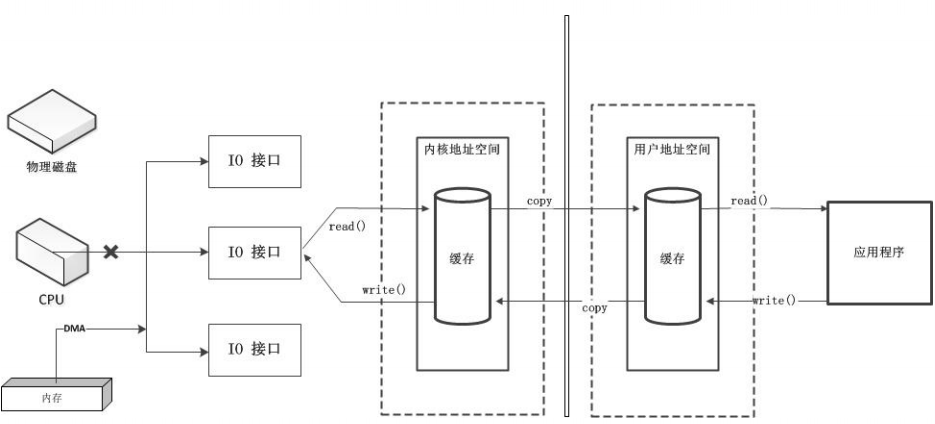 物理磁盘
CPU
DMA
内存
IO 接口
IO 接口
IO 接口
read()
write()
内核地址空间
缓存
copy
copy
用户地址空间
缓存
read()
write()
应用程序